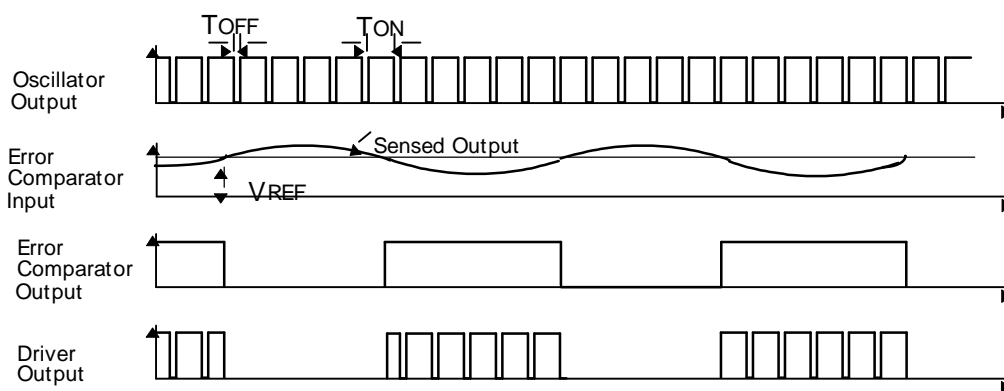 TOFF
TON
Oscillator
Output
Sensed Output
Error
Comparator
Input
VREF
Error
Comparator
Output
Driver
Output